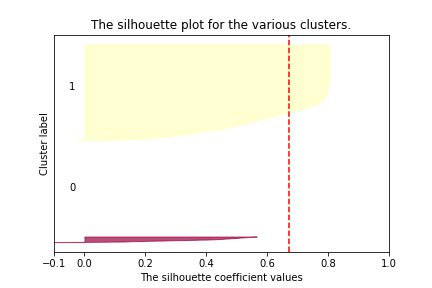 The silhouette plot for the various clusters.
Cluster label
1
0
−0.1 0.0 0.2 0.4 0.6 0.8 1.0
The silhouette coefficient values